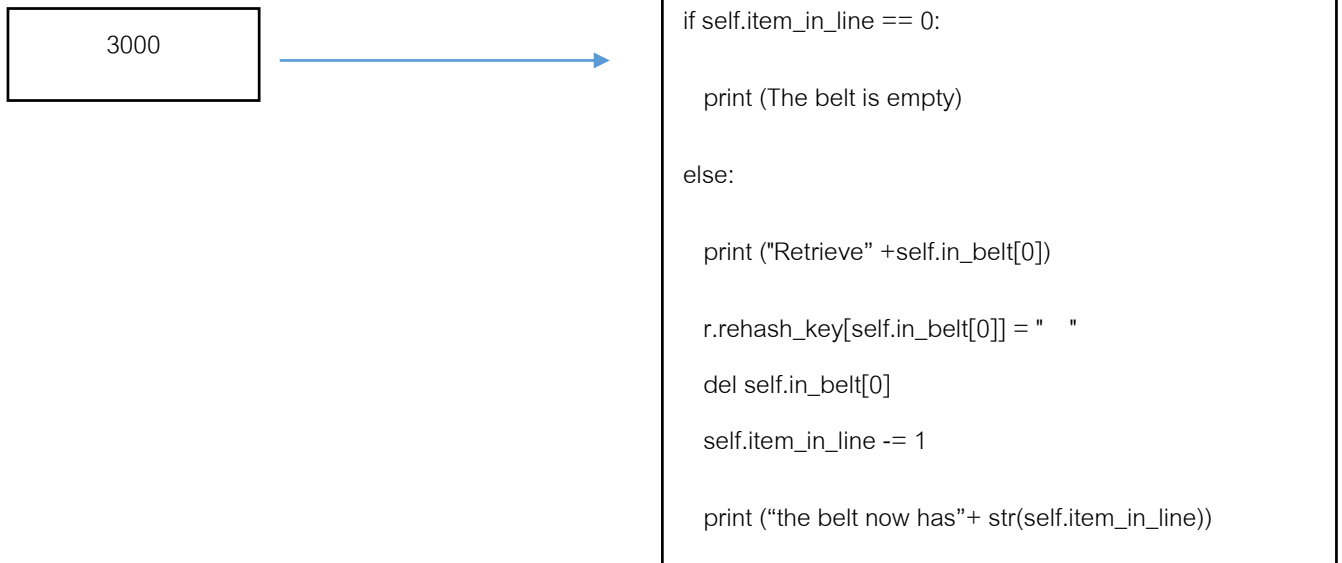 3000
if self.item_in_line == 0:
print (The belt is empty)
else:
print ("Retrieve” +self.in_belt[0])
r.rehash_key[self.in_belt[0]] = "    "
del self.in_belt[0]
self.item_in_line -= 1
print (“the belt now has”+ str(self.item_in_line))